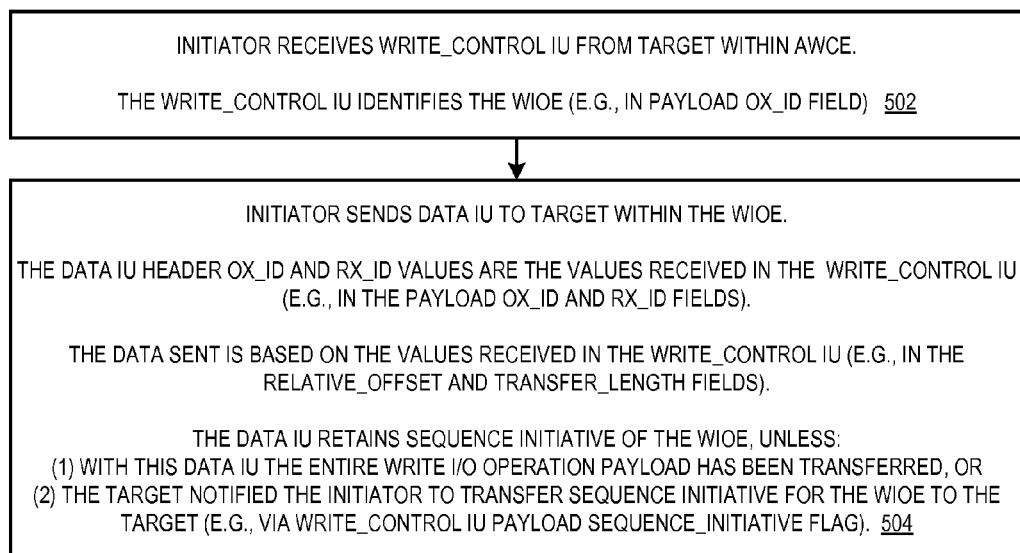 INITIATOR RECEIVES WRITE_CONTROL IU FROM TARGET WITHIN AWCE.
THE WRITE_CONTROL IU IDENTIFIES THE WIOE (E.G., IN PAYLOAD OX_ID FIELD) 502
INITIATOR SENDS DATA IU TO TARGET WITHIN THE WIOE.
THE DATA IU HEADER OX_ID AND RX_ID VALUES ARE THE VALUES RECEIVED IN THE WRITE_CONTROL IU
(E.G., IN THE PAYLOAD OX_ID AND RX_ID FIELDS).
THE DATA SENT IS BASED ON THE VALUES RECEIVED IN THE WRITE_CONTROL IU (E.G., IN THE
RELATIVE_OFFSET AND TRANSFER_LENGTH FIELDS).
THE DATA IU RETAINS SEQUENCE INITIATIVE OF THE WIOE, UNLESS:
(1) WITH THIS DATA IU THE ENTIRE WRITE I/O OPERATION PAYLOAD HAS BEEN TRANSFERRED, OR
(2) THE TARGET NOTIFIED THE INITIATOR TO TRANSFER SEQUENCE INITIATIVE FOR THE WIOE TO THE
TARGET (E.G., VIA WRITE_CONTROL IU PAYLOAD SEQUENCE_INITIATIVE FLAG). 504